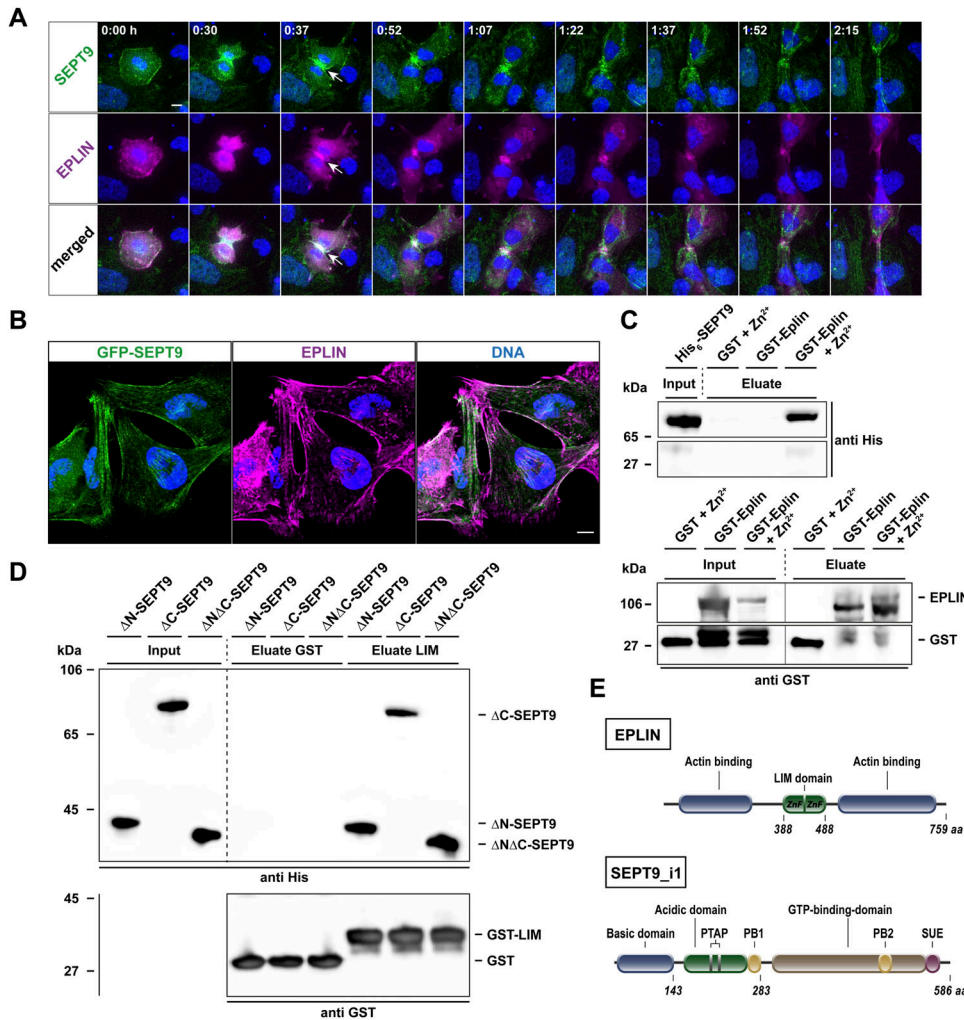 A
0:00 h 0:30 0:37 0:52 1:07 1:22 1:37 1:52 2:15
SEPT9
EPLIN
merged
B
GFP-SEPT9 EPLIN DNA
C
His6-SEPT9 GST + Zn2+ GST-Eplin GST-Eplin + Zn2+
kDa Input Eluate
65
27
anti His
GST + Zn2+ GST-Eplin GST-Eplin + Zn2+ GST + Zn2+ GST-Eplin GST-Eplin + Zn2+
kDa Input Eluate
106 EPLIN
27 GST
anti GST
D
ΔN-SEPT9 ΔC-SEPT9 ΔNΔC-SEPT9 ΔN-SEPT9 ΔC-SEPT9 ΔNΔC-SEPT9 ΔN-SEPT9 ΔC-SEPT9 ΔNΔC-SEPT9
kDa Input Eluate GST Eluate LIM
106
ΔC-SEPT9
65
45
ΔN-SEPT9
ΔNΔC-SEPT9
anti His
45
GST-LIM
GST
27
anti GST
E
EPLIN
Actin binding LIM domain Actin binding
ZnF ZnF
388 488 759 aa
SEPT9_i1
Basic domain Acidic domain PTAP PB1 GTP-binding-domain PB2 SUE
143 283 586 aa